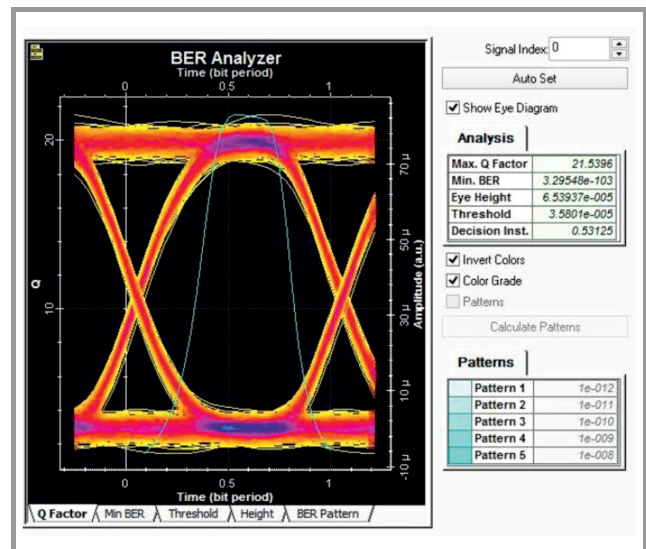 BER Analyzer
Time (bit period)
0 0.5 1
Q
20
10
Amplitude (a.u.)
70 µ
50 µ
30 µ
10 µ
-10 µ
0 0.5 1
Time (bit period)
Q Factor Min BER Threshold Height BER Pattern
Signal Index: 0
Auto Set
Show Eye Diagram
Analysis
Max. Q Factor 21.5396
Min. BER 3.29548e-103
Eye Height 6.53937e-005
Threshold 3.5801e-005
Decision Inst. 0.53125
Invert Colors
Color Grade
Patterns
Calculate Patterns
Patterns
Pattern 1 1e-012
Pattern 2 1e-011
Pattern 3 1e-010
Pattern 4 1e-009
Pattern 5 1e-008